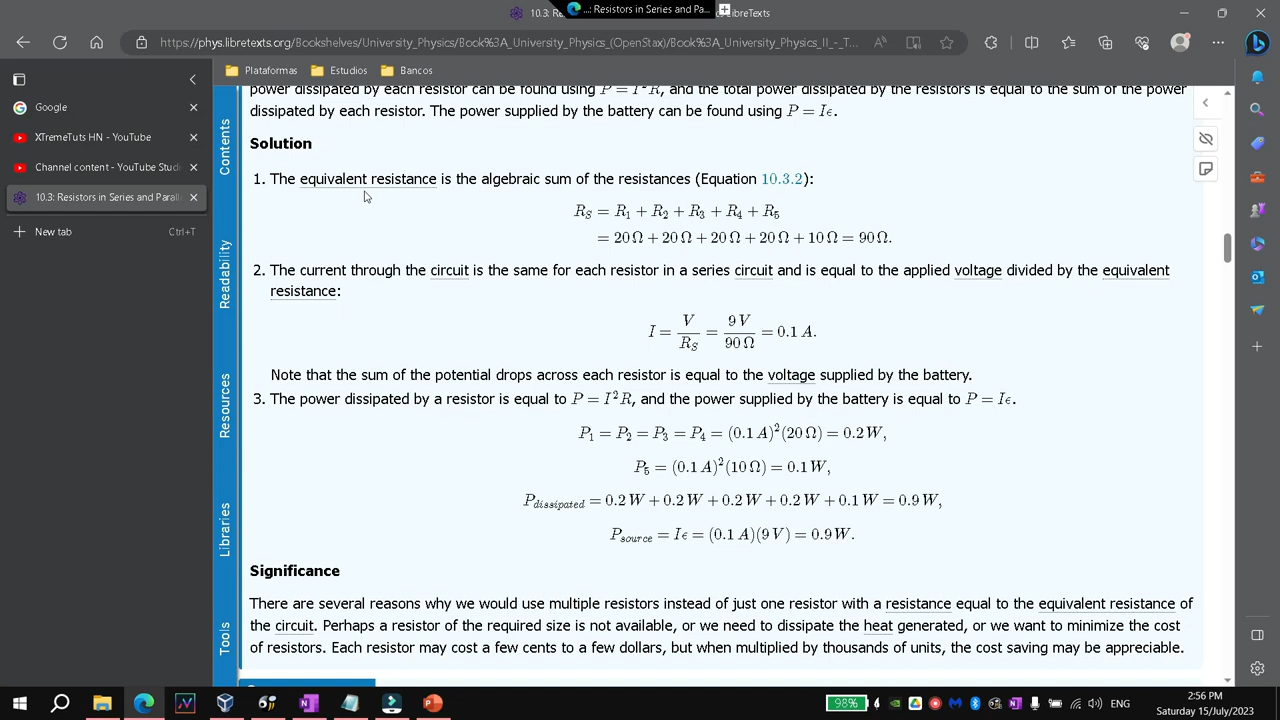 10.3: Re
...: Resistors in Series and Pa...
LibreTexts
https://phys.libretexts.org/Bookshelves/University_Physics/Book%3A_University_Physics_(OpenStax)/Book%3A_University_Physics_II_-_T...
Plataformas
Estudios
Bancos
Google
XTremeTuts HN - YouTube
Channel content - YouTube Studi
10.3: Resistors in Series and Parall
New tab
Ctrl+T
Contents
Readability
Resources
Libraries
Tools
power dissipated by each resistor can be found using P = I²R, and the total power dissipated by the resistors is equal to the sum of the power
dissipated by each resistor. The power supplied by the battery can be found using P = Iϵ.
Solution
1. The equivalent resistance is the algebraic sum of the resistances (Equation 10.3.2):
R_S = R₁ + R₂ + R₃ + R₄ + R₅
= 20 Ω + 20 Ω + 20 Ω + 20 Ω + 10 Ω = 90 Ω.
2. The current through the circuit is the same for each resistor in a series circuit and is equal to the applied voltage divided by the equivalent
resistance:
I = V/R_S = 9 V/90 Ω = 0.1 A.
Note that the sum of the potential drops across each resistor is equal to the voltage supplied by the battery.
3. The power dissipated by a resistor is equal to P = I²R, and the power supplied by the battery is equal to P = Iϵ.
P₁ = P₂ = P₃ = P₄ = (0.1 A)²(20 Ω) = 0.2 W,
P₅ = (0.1 A)²(10 Ω) = 0.1 W,
P_dissipated = 0.2 W + 0.2 W + 0.2 W + 0.2 W + 0.1 W = 0.9 W,
P_source = Iϵ = (0.1 A)(9 V) = 0.9 W.
Significance
There are several reasons why we would use multiple resistors instead of just one resistor with a resistance equal to the equivalent resistance of
the circuit. Perhaps a resistor of the required size is not available, or we need to dissipate the heat generated, or we want to minimize the cost
of resistors. Each resistor may cost a few cents to a few dollars, but when multiplied by thousands of units, the cost saving may be appreciable.
98%
ENG
2:56 PM
Saturday 15/July/2023